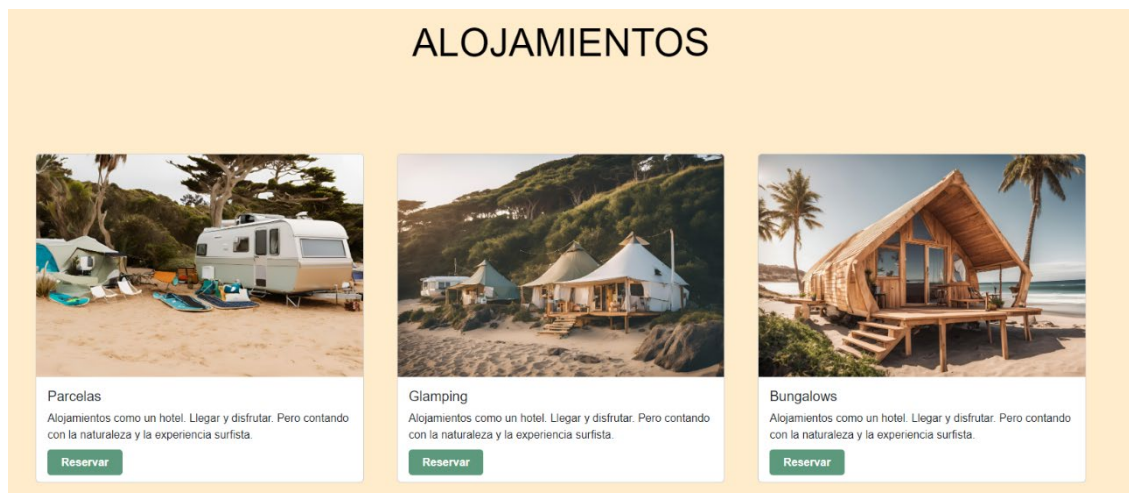 ALOJAMIENTOS
Parcelas
Alojamientos como un hotel. Llegar y disfrutar. Pero contando
con la naturaleza y la experiencia surfista.
Reservar
Glamping
Alojamientos como un hotel. Llegar y disfrutar. Pero contando
con la naturaleza y la experiencia surfista.
Reservar
Bungalows
Alojamientos como un hotel. Llegar y disfrutar. Pero contando
con la naturaleza y la experiencia surfista.
Reservar